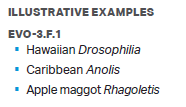 ILLUSTRATIVE EXAMPLES
EVO-3.F.1
▪ Hawaiian Drosophilia
▪ Caribbean Anolis
▪ Apple maggot Rhagoletis